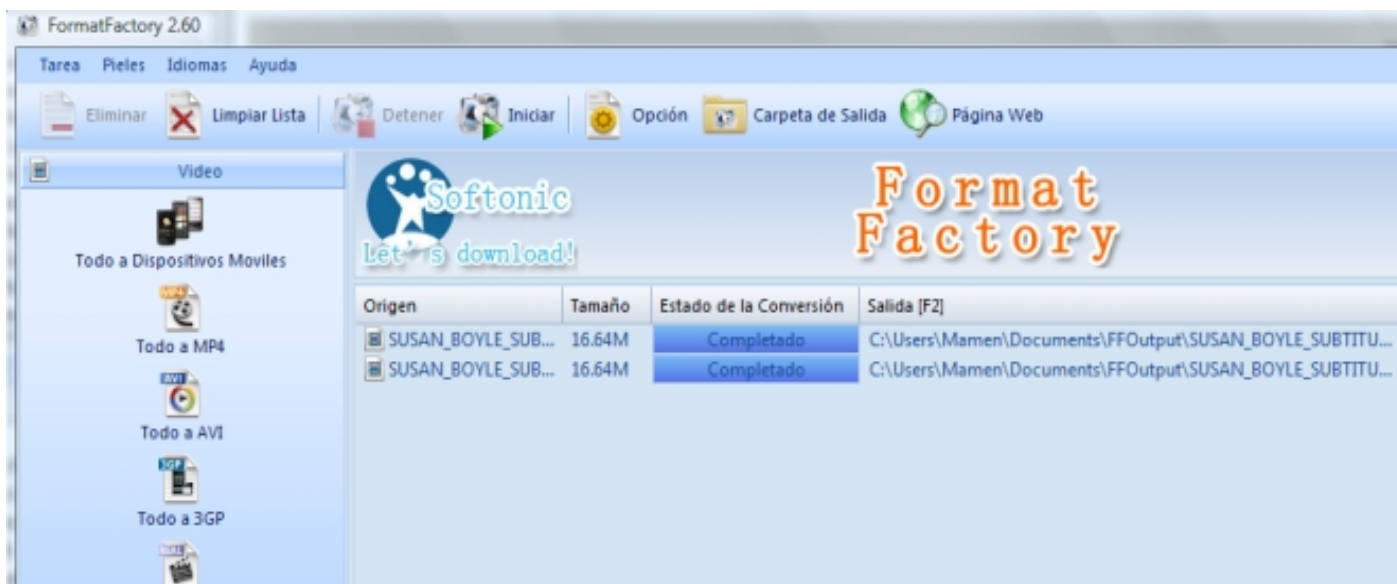 FormatFactory 2.60
Tarea Pieles Idiomas Ayuda
Eliminar Limpiar Lista Detener Iniciar Opción Carpeta de Salida Página Web
Video
Todo a Dispositivos Moviles
MP4
Todo a MP4
AVI
Todo a AVI
3GP
Todo a 3GP
Softonic
Let's download!
Format
Factory
Origen Tamaño Estado de la Conversión Salida [F2]
SUSAN_BOYLE_SUB... 16.64M Completado C:\Users\Mamen\Documents\FFOutput\SUSAN_BOYLE_SUBTITU...
SUSAN_BOYLE_SUB... 16.64M Completado C:\Users\Mamen\Documents\FFOutput\SUSAN_BOYLE_SUBTITU...